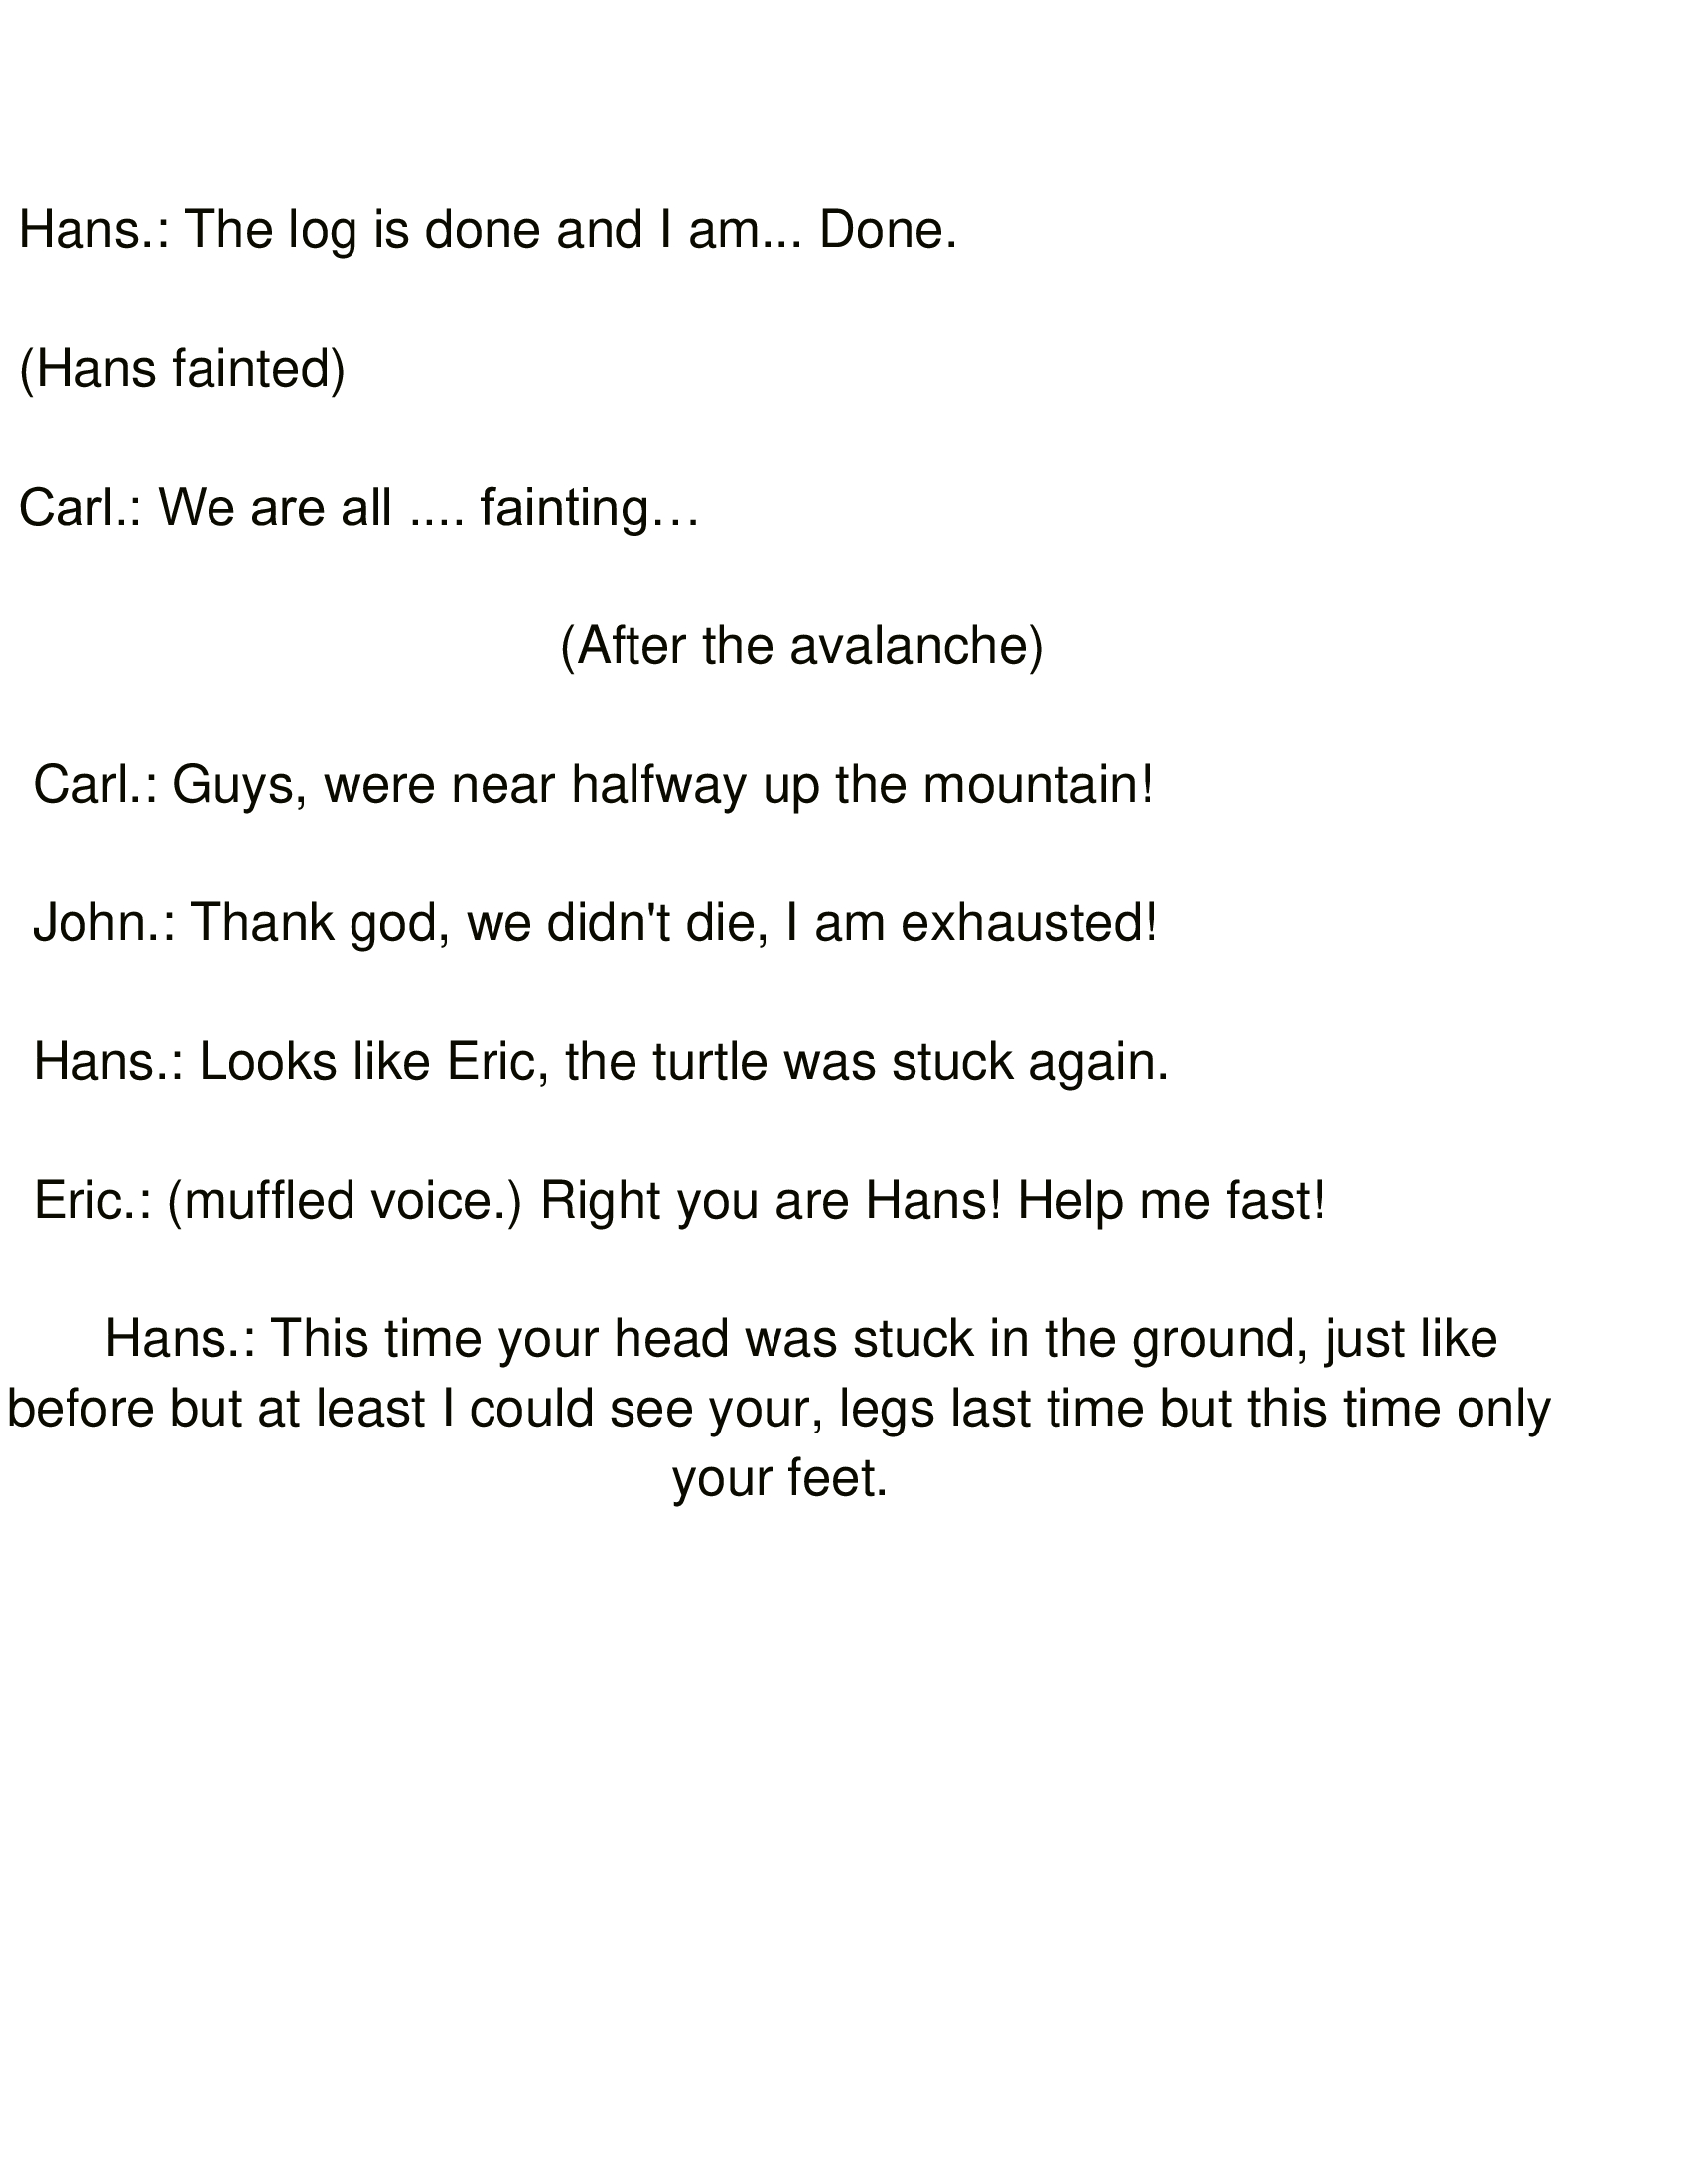 Hans.: The log is done and I am... Done.
(Hans fainted)
Carl.: We are all .... fainting…
(After the avalanche)
Carl.: Guys, were near halfway up the mountain!
John.: Thank god, we didn't die, I am exhausted!
Hans.: Looks like Eric, the turtle was stuck again.
Eric.: (muffled voice.) Right you are Hans! Help me fast!
Hans.: This time your head was stuck in the ground, just like
before but at least I could see your, legs last time but this time only
your feet.